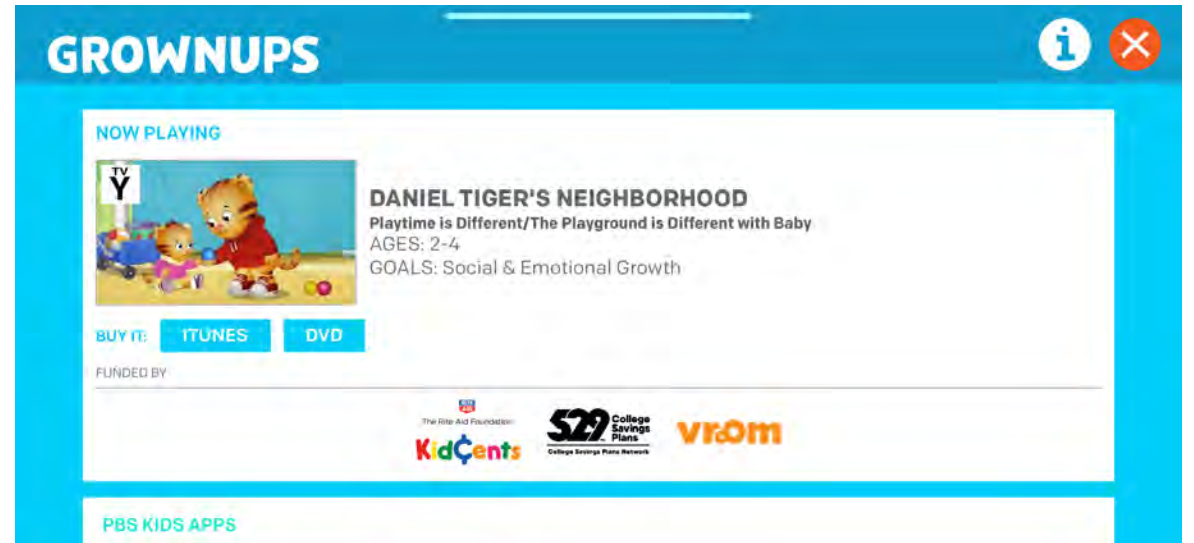 GROWNUPS
i
NOW PLAYING
TV
Y
DANIEL TIGER'S NEIGHBORHOOD
Playtime is Different/The Playground is Different with Baby
AGES: 2-4
GOALS: Social & Emotional Growth
BUY IT: ITUNES DVD
FUNDED BY
RITE AID
The Rite Aid Foundation
KidCents
529 College Savings Plans
College Savings Plans Network
vroom
PBS KIDS APPS